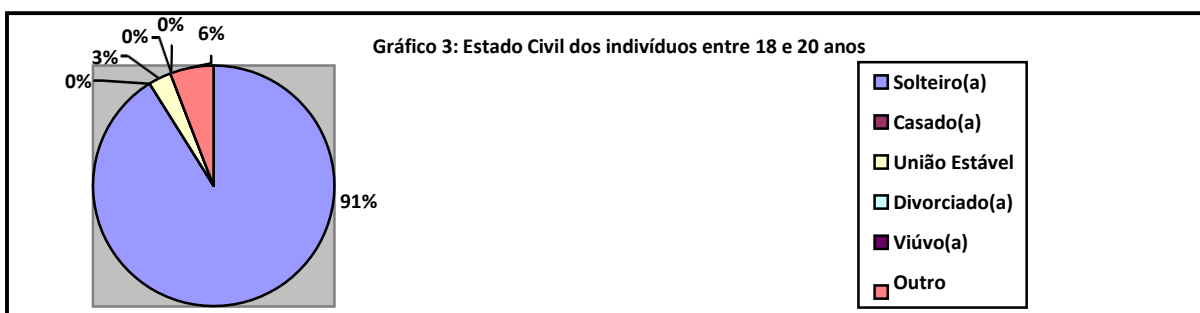 Gráfico 3: Estado Civil dos indivíduos entre 18 e 20 anos
0%
3%
0%
0%
6%
91%
Solteiro(a)
Casado(a)
União Estável
Divorciado(a)
Viúvo(a)
Outro